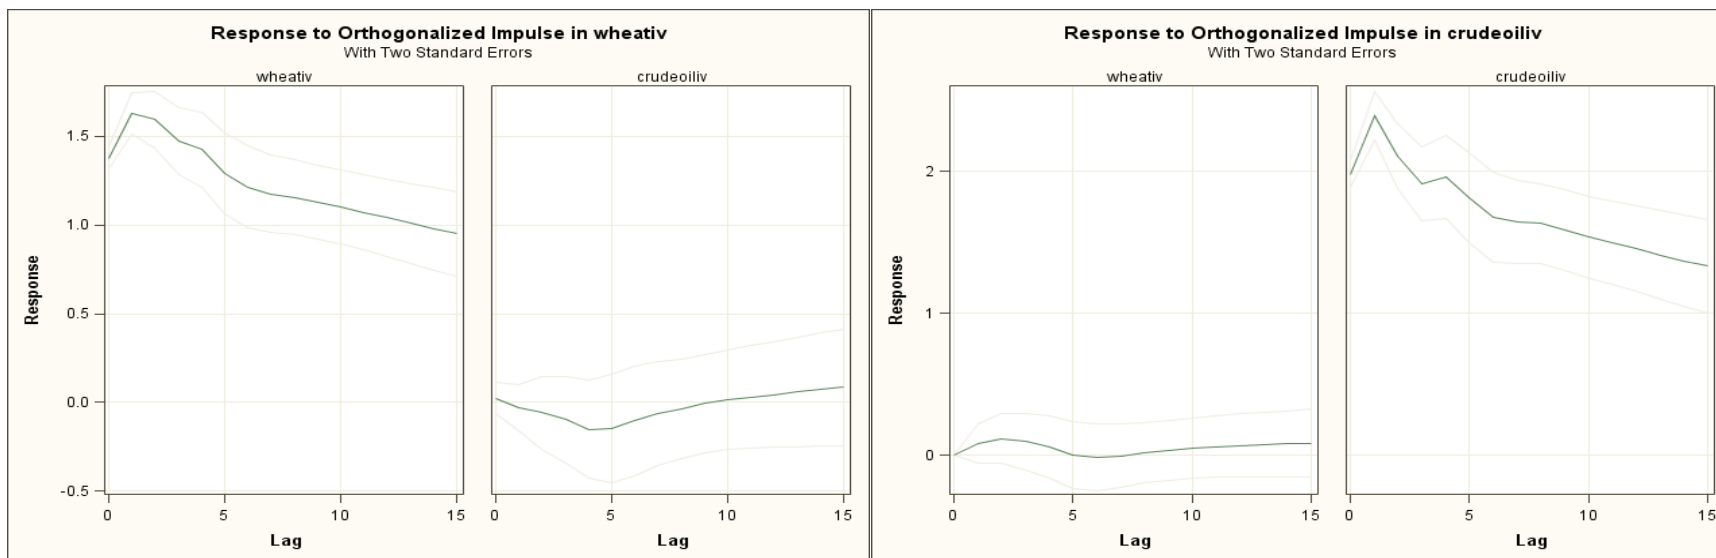 Response to Orthogonalized Impulse in wheativ
With Two Standard Errors
wheativ
crudeoiliv
Response
1.5
1.0
0.5
0.0
-0.5
0 5 10 15
0 5 10 15
Lag
Lag
Response to Orthogonalized Impulse in crudeoiliv
With Two Standard Errors
wheativ
crudeoiliv
Response
2
1
0
0 5 10 15
0 5 10 15
Lag
Lag